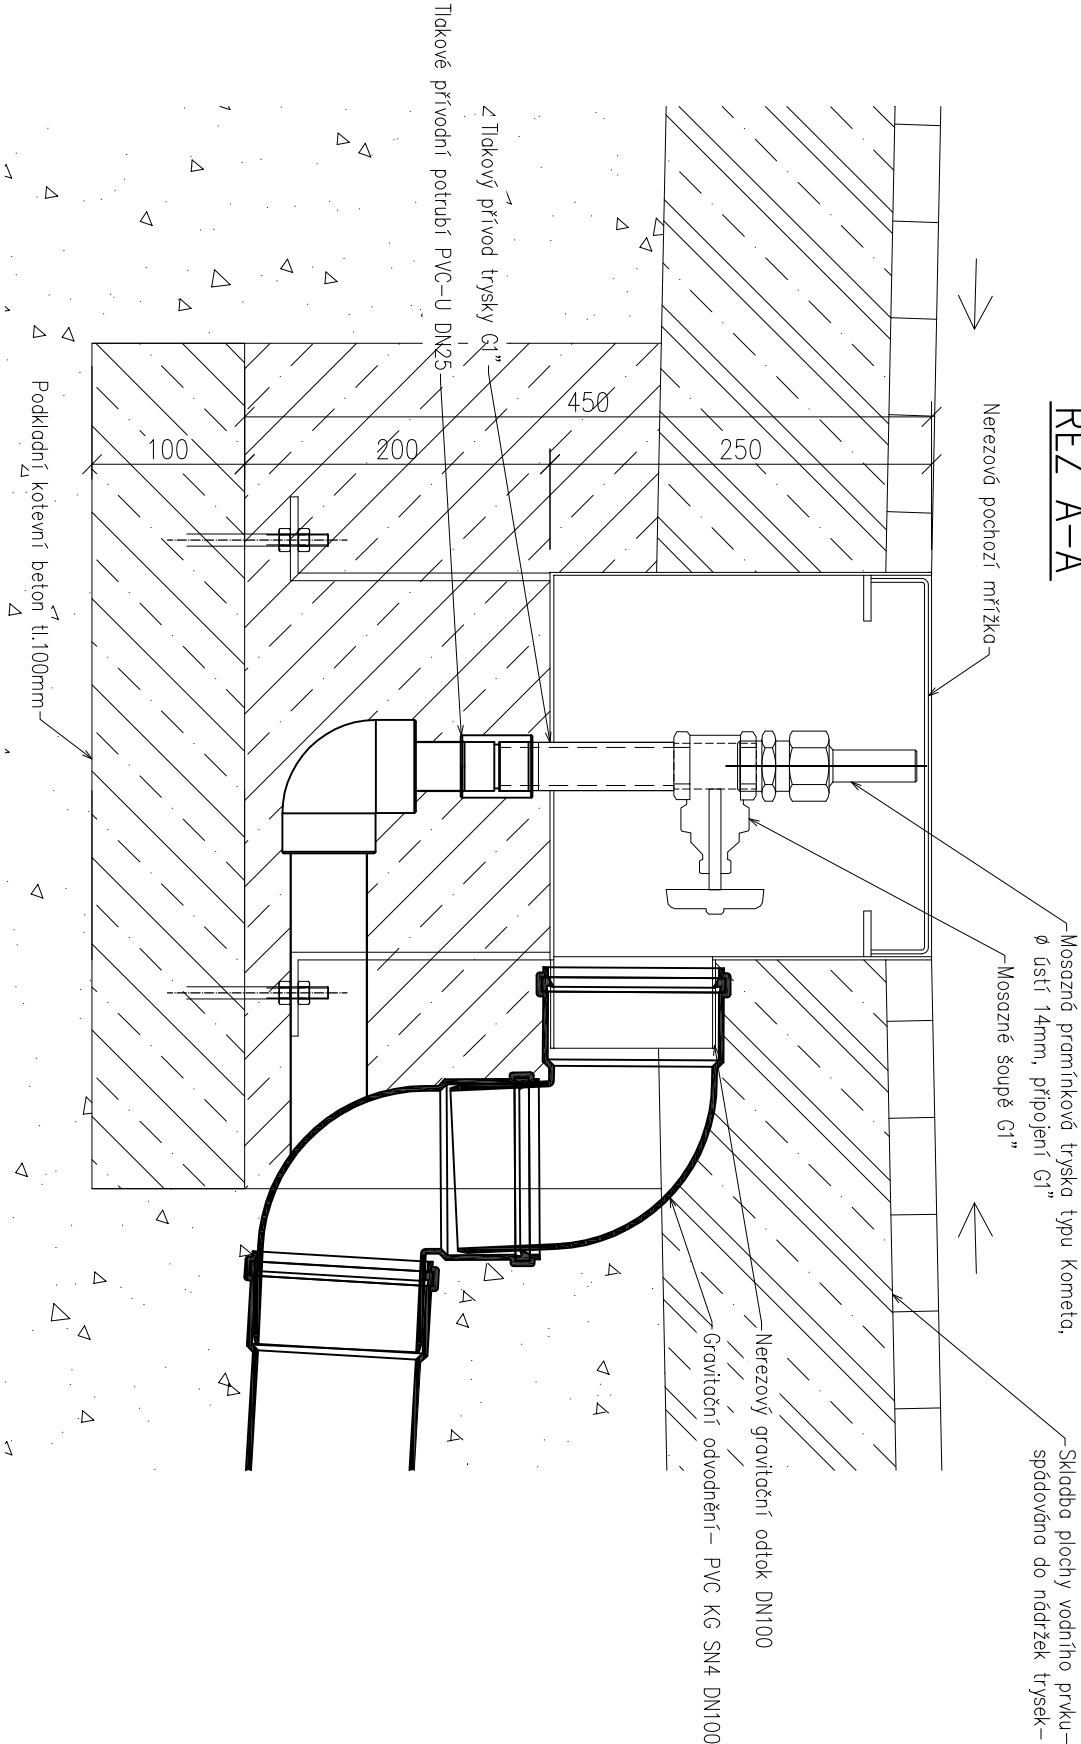 ŘEZ A-A
Mosazná pramínková tryska typu Kometa,
ø ústí 14mm, připojení G1"
Mosazné šoupě G1"
Skladba plochy vodního prvku-
spádována do nádržek trysek-
Nerezová pochozí mřížka
Nerezový gravitační odtok DN100
Gravitační odvodnění- PVC KG SN4 DN100
250
450
200
100
Tlakový přívod trysky G1"
Tlakové přívodní potrubí PVC-U DN25
Podkladní kotevní beton tl.100mm